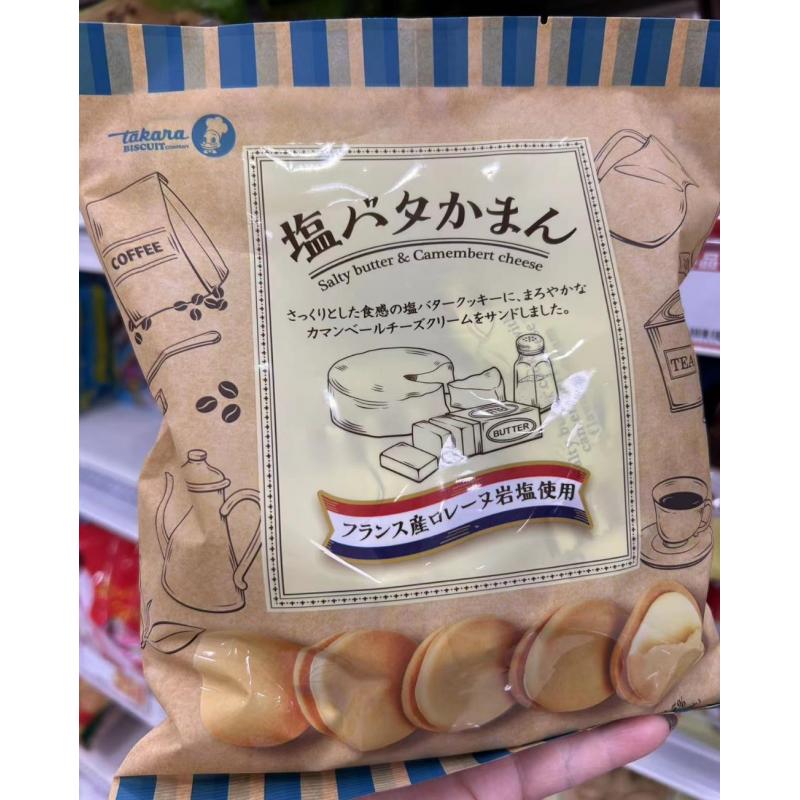 takara
BISCUIT COMPANY
塩バタかまん
Salty butter & Camembert cheese
さっくりとした食感の塩バタークッキーに、まろやかな
カマンベールチーズクリームをサンドしました。
COFFEE
TEA
BUTTER
フランス産ロレーヌ岩塩使用